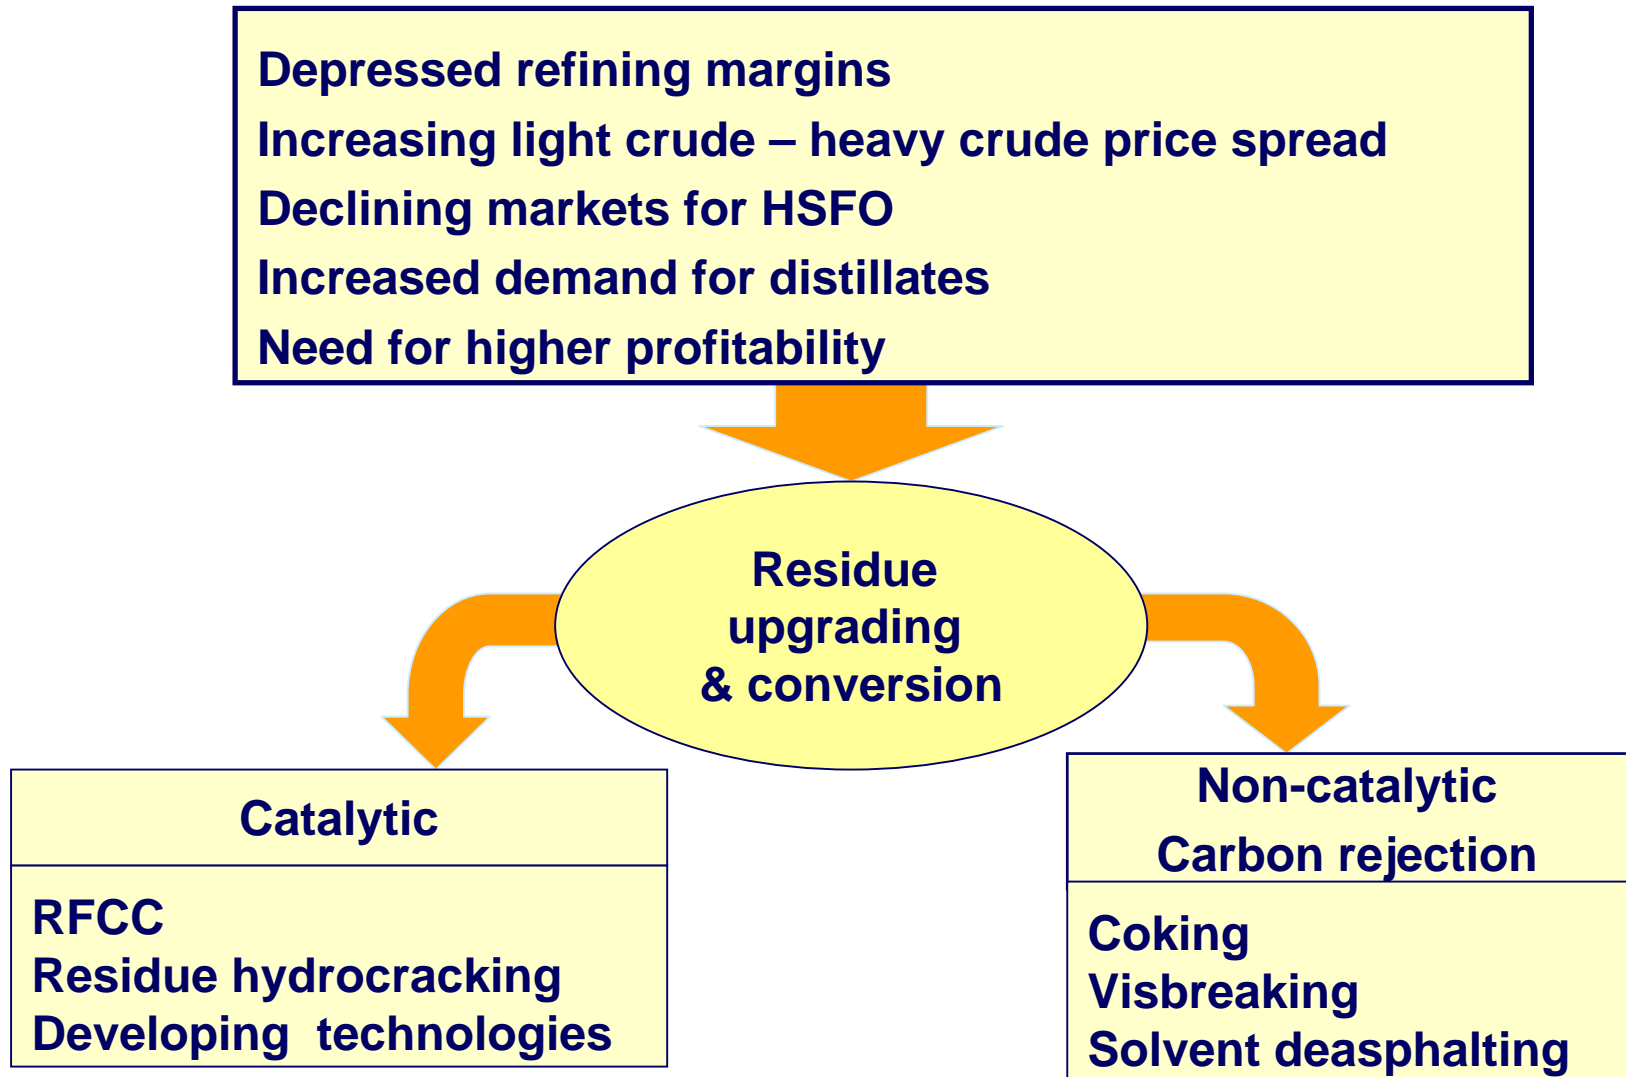 Depressed refining margins
Increasing light crude – heavy crude price spread
Declining markets for HSFO
Increased demand for distillates
Need for higher profitability
Residue
upgrading
& conversion
Catalytic
RFCC
Residue hydrocracking
Developing technologies
Non-catalytic
Carbon rejection
Coking
Visbreaking
Solvent deasphalting